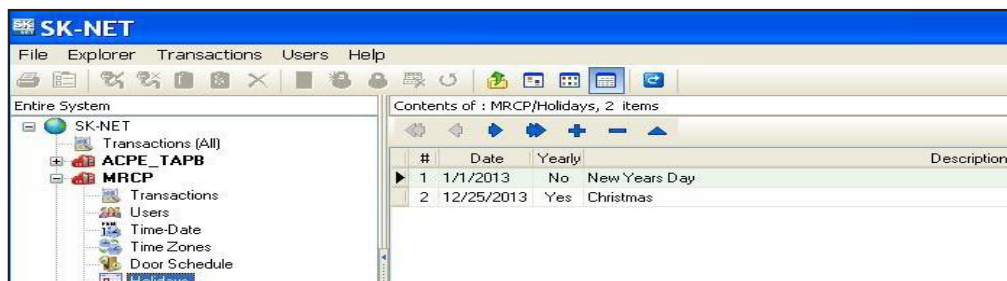 SK-NET
File Explorer Transactions Users Help
Entire System
Contents of : MRCP/Holidays, 2 items
SK-NET
Transactions (All)
ACPE_TAPB
MRCP
Transactions
Users
Time-Date
Time Zones
Door Schedule
Holidays
# Date Yearly Description
1 1/1/2013 No New Years Day
2 12/25/2013 Yes Christmas